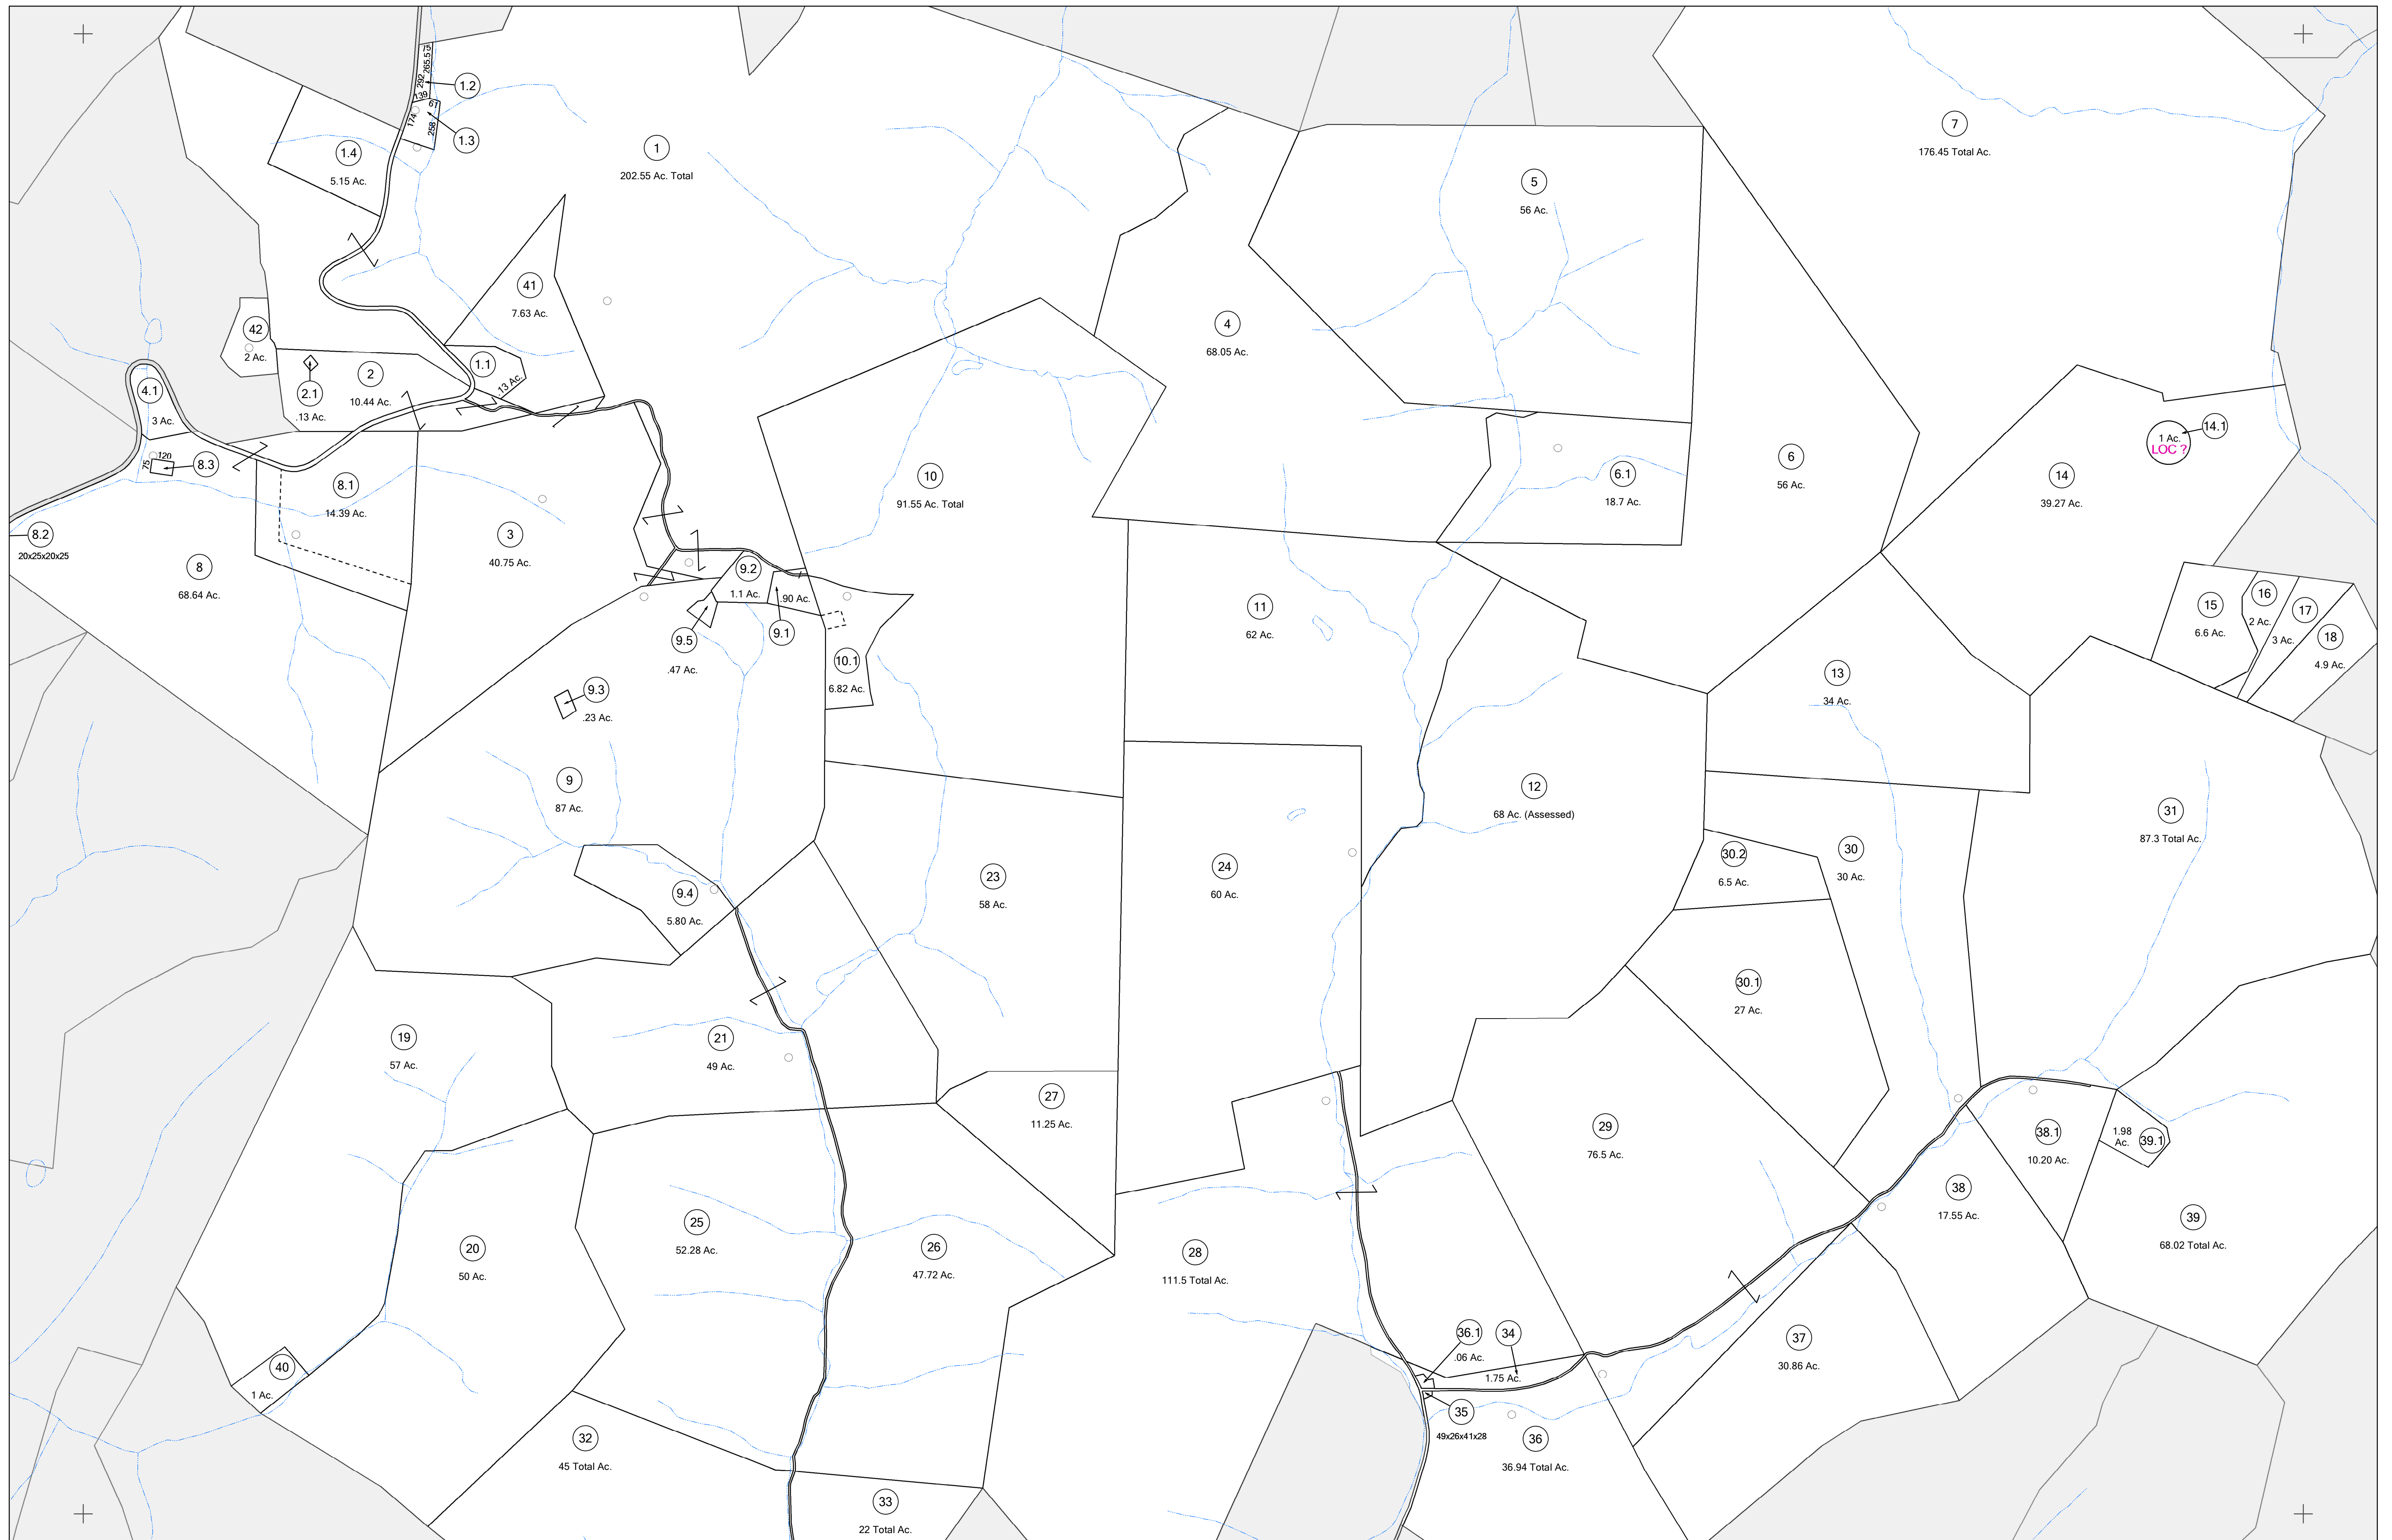 75
265.5
292
1.2
139
67
174
258
1.3
1.4
5.15 Ac.
1
202.55 Ac. Total
7
176.45 Total Ac.
5
56 Ac.
41
7.63 Ac.
42
2 Ac.
4
68.05 Ac.
1.1
.13 Ac.
2
10.44 Ac.
2.1
.13 Ac.
4.1
3 Ac.
14.1
1 Ac.
LOC ?
75
120
8.3
8.1
14.39 Ac.
10
91.55 Ac. Total
6.1
18.7 Ac.
6
56 Ac.
14
39.27 Ac.
8.2
20x25x20x25
3
40.75 Ac.
8
68.64 Ac.
9.2
1.1 Ac.
.90 Ac.
9.1
9.5
.47 Ac.
11
62 Ac.
15
6.6 Ac.
16
2 Ac.
17
3 Ac.
18
4.9 Ac.
10.1
6.82 Ac.
9.3
.23 Ac.
13
34 Ac.
9
87 Ac.
12
68 Ac. (Assessed)
31
87.3 Total Ac.
30.2
6.5 Ac.
30
30 Ac.
24
60 Ac.
23
58 Ac.
9.4
5.80 Ac.
30.1
27 Ac.
19
57 Ac.
21
49 Ac.
27
11.25 Ac.
29
76.5 Ac.
38.1
10.20 Ac.
1.98
Ac.
39.1
38
17.55 Ac.
39
68.02 Total Ac.
25
52.28 Ac.
26
47.72 Ac.
20
50 Ac.
28
111.5 Total Ac.
36.1
.06 Ac.
34
1.75 Ac.
37
30.86 Ac.
40
1 Ac.
35
49x26x41x28
36
36.94 Total Ac.
32
45 Total Ac.
33
22 Total Ac.